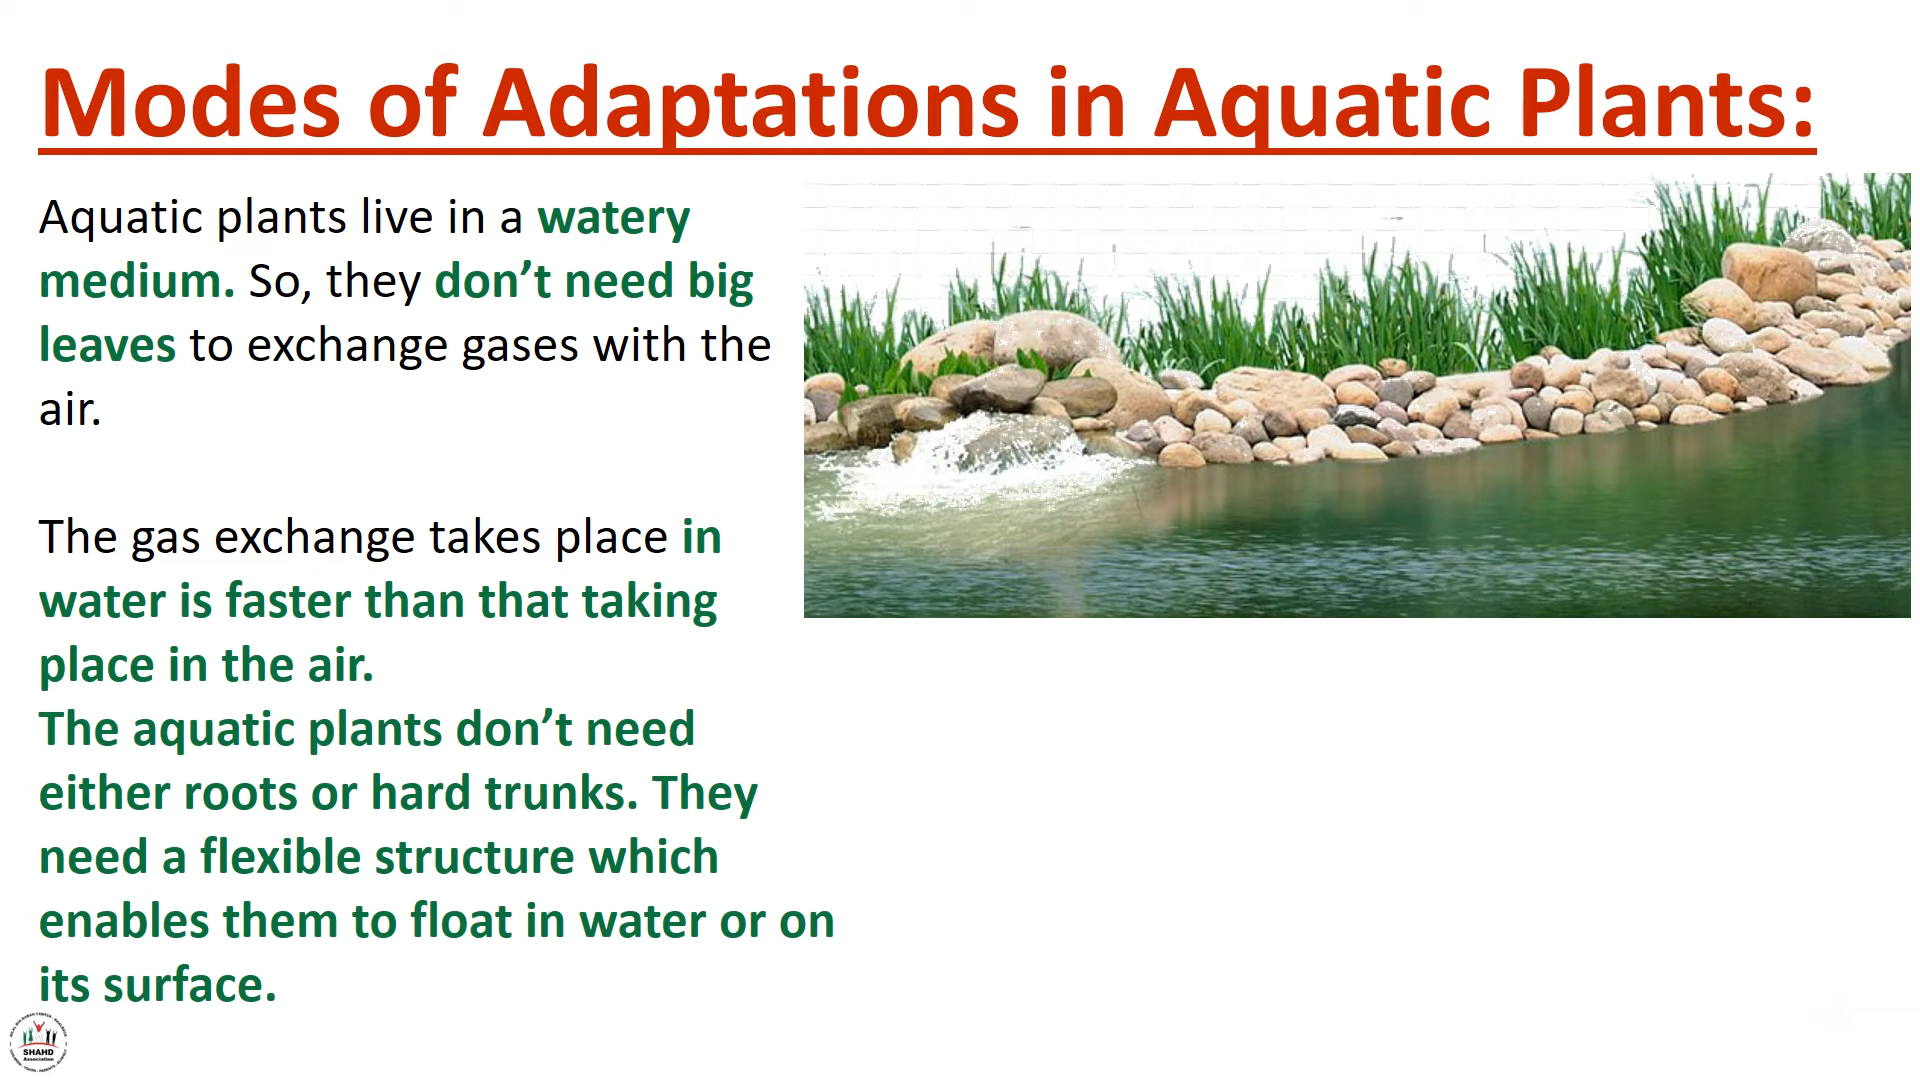 Modes of Adaptations in Aquatic Plants:
Aquatic plants live in a watery
medium. So, they don’t need big
leaves to exchange gases with the
air.
The gas exchange takes place in
water is faster than that taking
place in the air.
The aquatic plants don’t need
either roots or hard trunks. They
need a flexible structure which
enables them to float in water or on
its surface.
SHAHD
Association